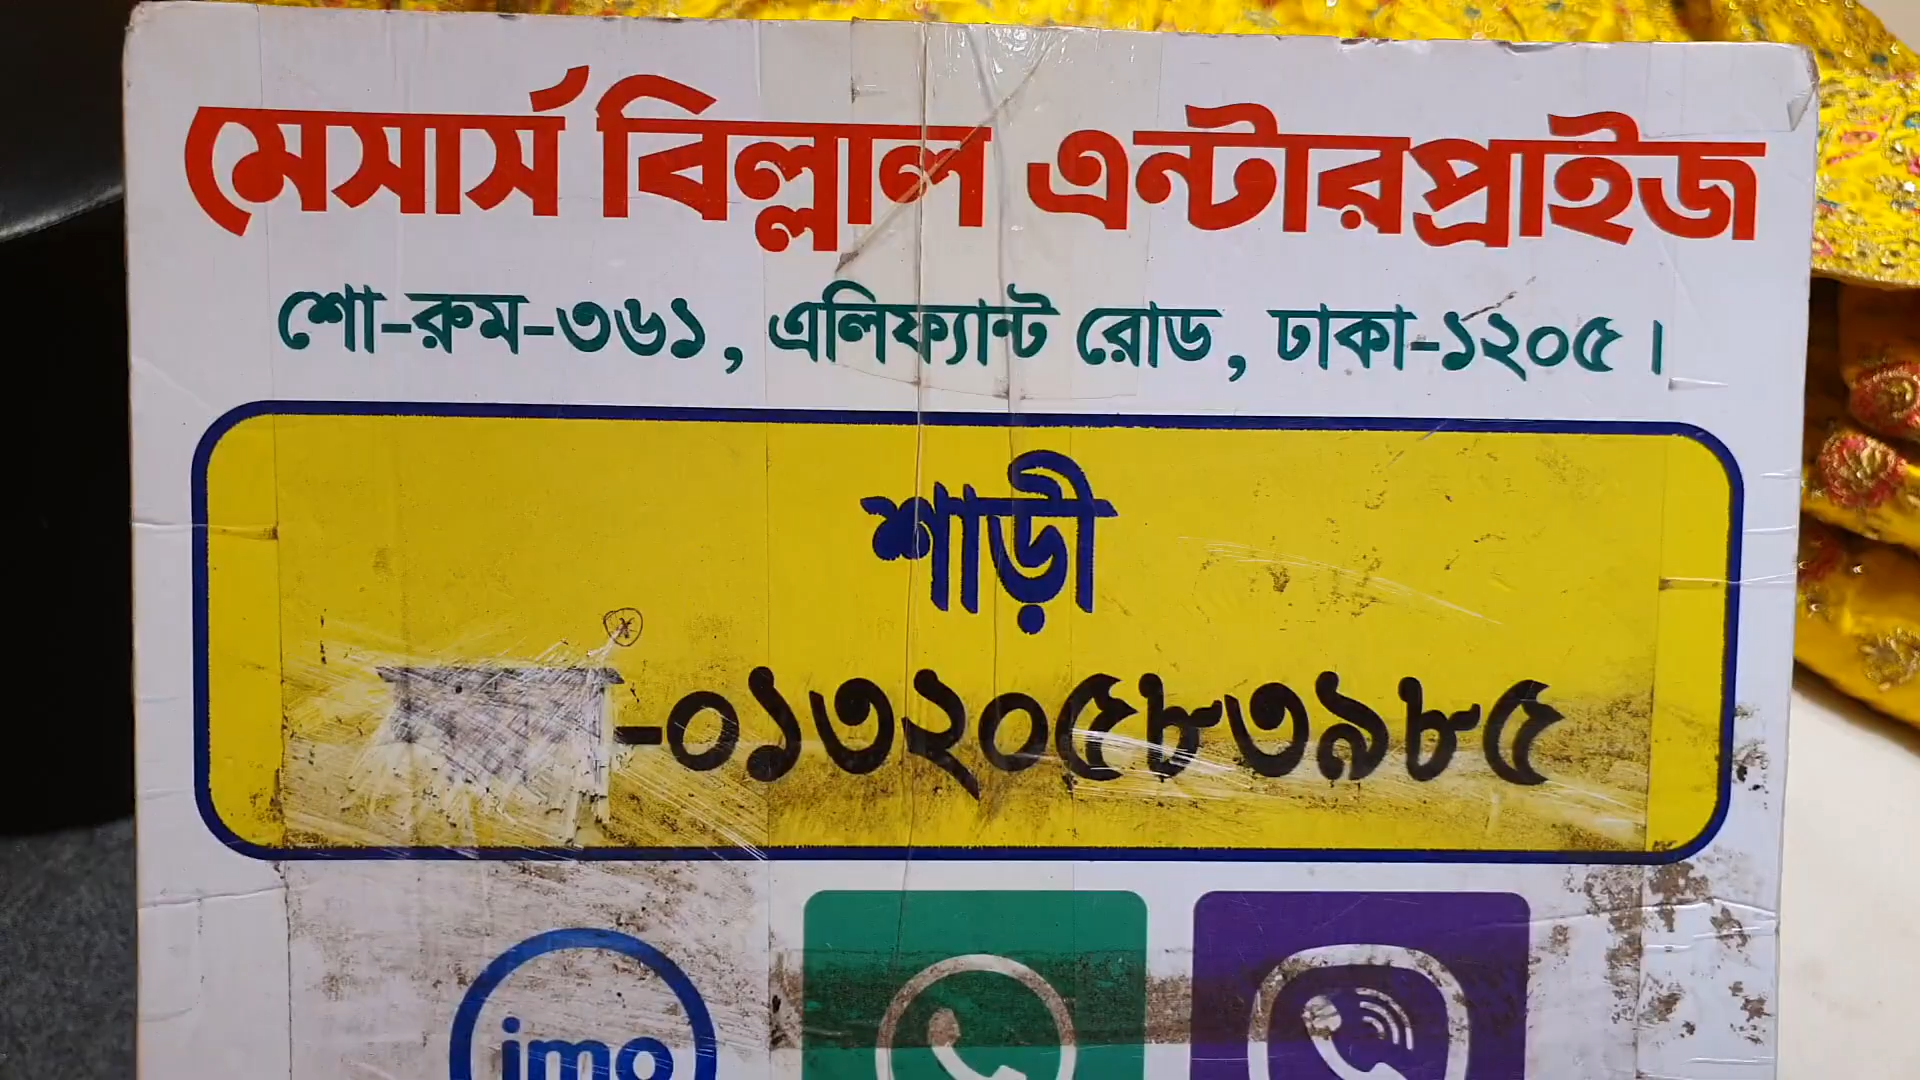 মেসার্স বিল্লাল এন্টারপ্রাইজ
শো-রুম-৩৬১, এলিফ্যান্ট রোড, ঢাকা-১২০৫।
শাড়ী
-০১৩২০৫৮৩৯৮৫
imo